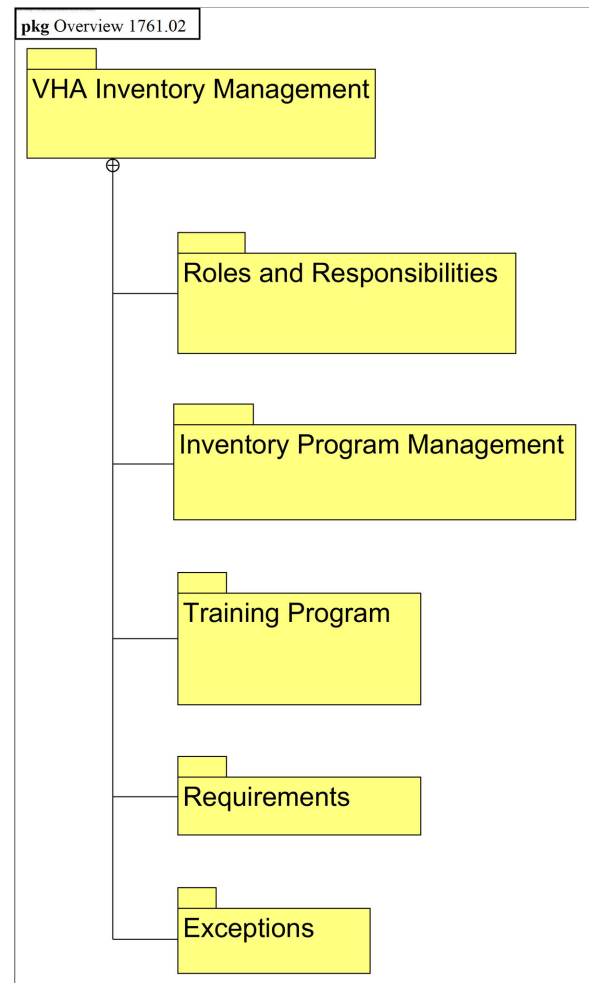 pkg Overview 1761.02
VHA Inventory Management
Roles and Responsibilities
Inventory Program Management
Training Program
Requirements
Exceptions